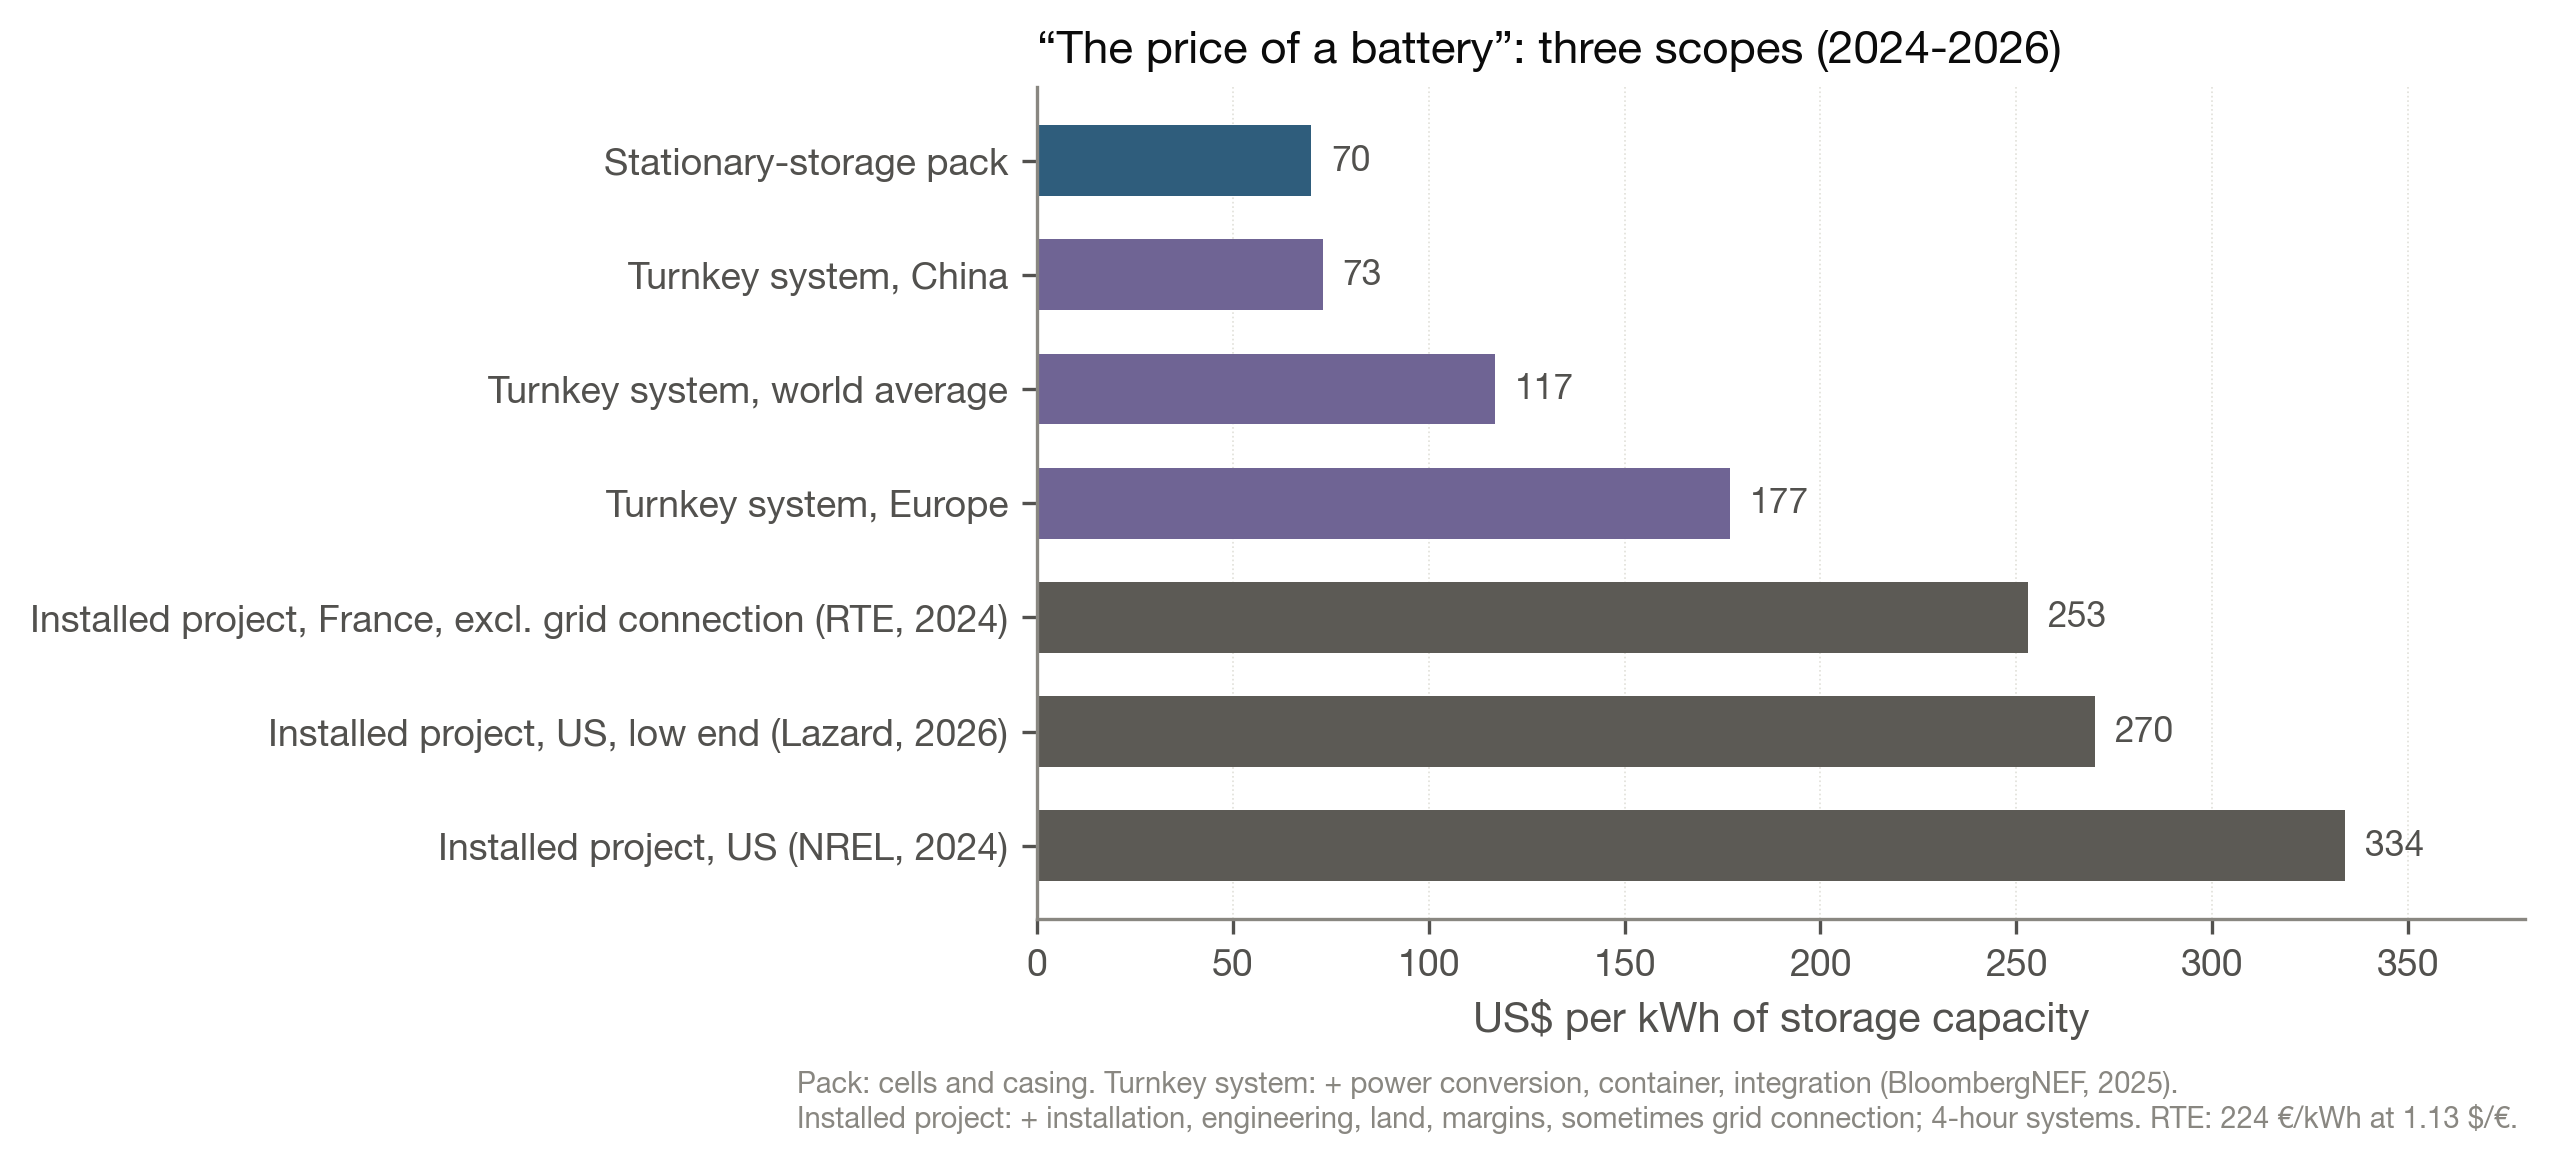 “The price of a battery”: three scopes (2024-2026)
Stationary-storage pack
70
Turnkey system, China
73
Turnkey system, world average
117
Turnkey system, Europe
177
Installed project, France, excl. grid connection (RTE, 2024)
253
Installed project, US, low end (Lazard, 2026)
270
Installed project, US (NREL, 2024)
334
0 50 100 150 200 250 300 350
US$ per kWh of storage capacity
Pack: cells and casing. Turnkey system: + power conversion, container, integration (BloombergNEF, 2025).
Installed project: + installation, engineering, land, margins, sometimes grid connection; 4-hour systems. RTE: 224 €/kWh at 1.13 $/€.